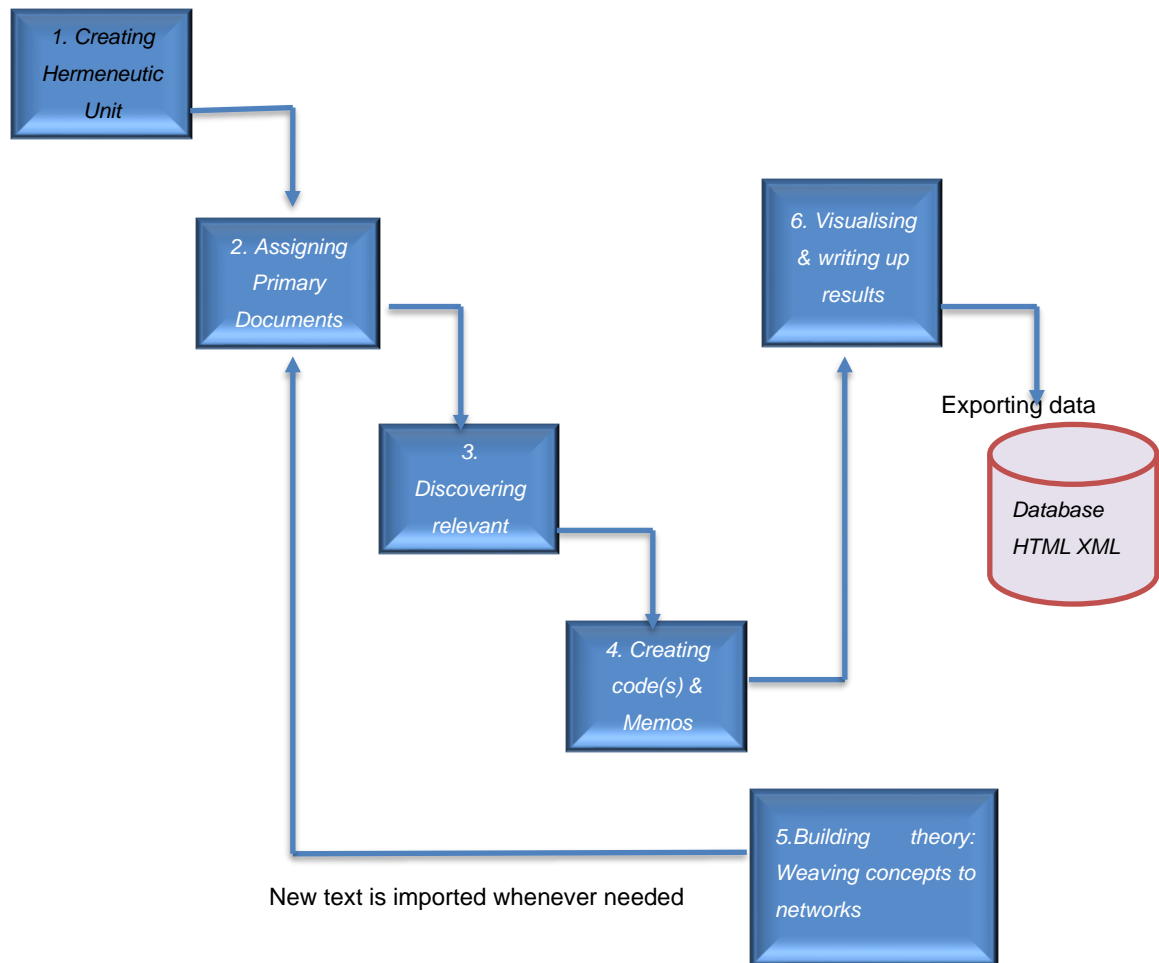 1. Creating
Hermeneutic
Unit
2. Assigning
Primary
Documents
3.
Discovering
relevant
4. Creating
code(s) &
Memos
5.Building theory:
Weaving concepts to
networks
New text is imported whenever needed
6. Visualising
& writing up
results
Exporting data
Database
HTML XML